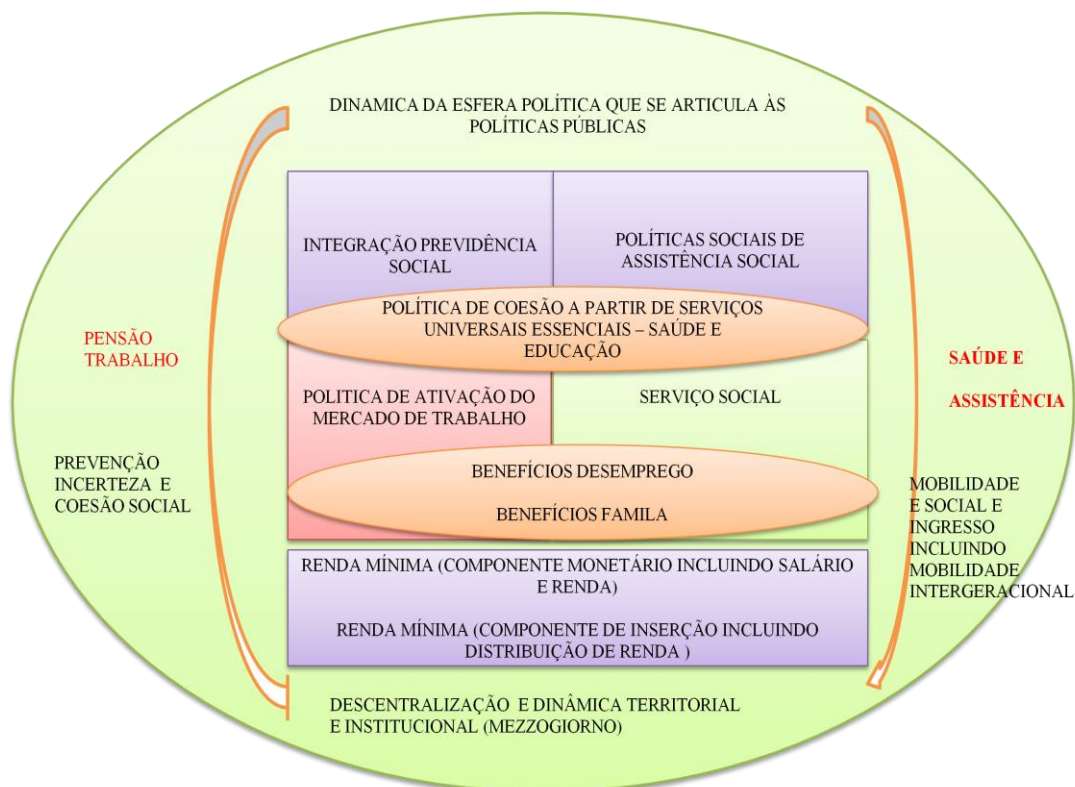 DINAMICA DA ESFERA POLÍTICA QUE SE ARTICULA ÀS
POLÍTICAS PÚBLICAS
INTEGRAÇÃO PREVIDÊNCIA
SOCIAL
POLÍTICAS SOCIAIS DE
ASSISTÊNCIA SOCIAL
POLÍTICA DE COESÃO A PARTIR DE SERVIÇOS
UNIVERSAIS ESSENCIAIS – SAÚDE E
EDUCAÇÃO
PENSÃO
TRABALHO
SAÚDE E
ASSISTÊNCIA
POLITICA DE ATIVAÇÃO DO
MERCADO DE TRABALHO
SERVIÇO SOCIAL
PREVENÇÃO
INCERTEZA E
COESÃO SOCIAL
BENEFÍCIOS DESEMPREGO
BENEFÍCIOS FAMILA
MOBILIDADE
E SOCIAL E
INGRESSO
INCLUINDO
MOBILIDADE
INTERGERACIONAL
RENDA MÍNIMA (COMPONENTE MONETÁRIO INCLUINDO SALÁRIO
E RENDA)
RENDA MÍNIMA (COMPONENTE DE INSERÇÃO INCLUINDO
DISTRIBUIÇÃO DE RENDA )
DESCENTRALIZAÇÃO E DINÂMICA TERRITORIAL
E INSTITUCIONAL (MEZZOGIORNO)